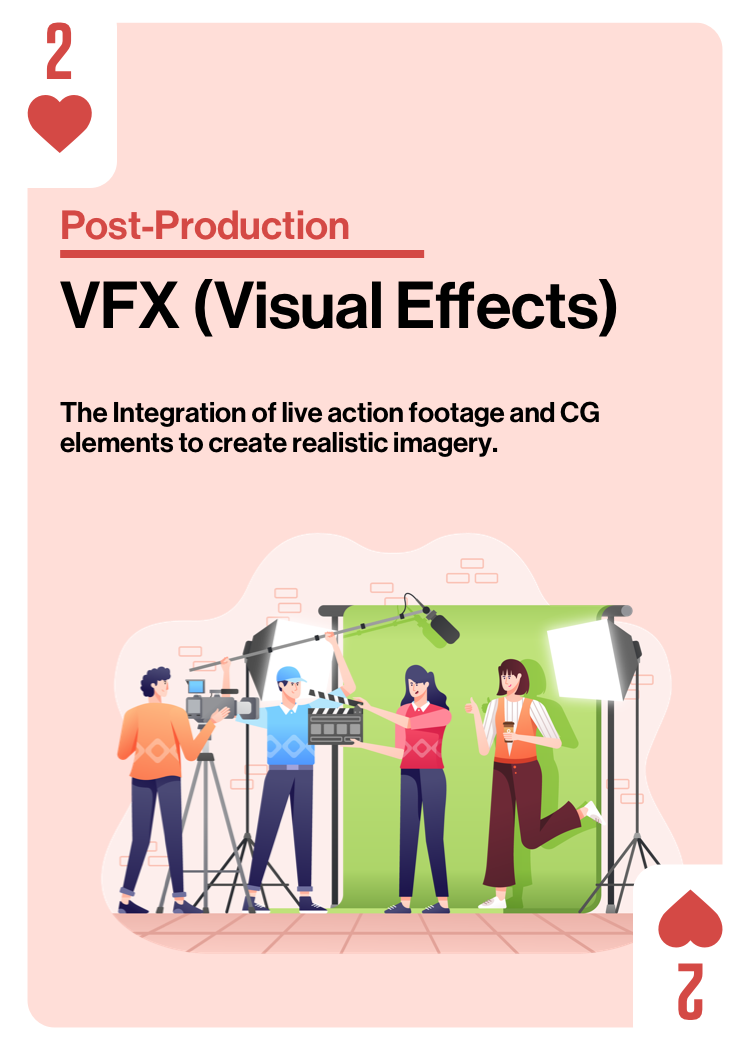 2
Post-Production
VFX (Visual Effects)
The Integration of live action footage and CG
elements to create realistic imagery.
2